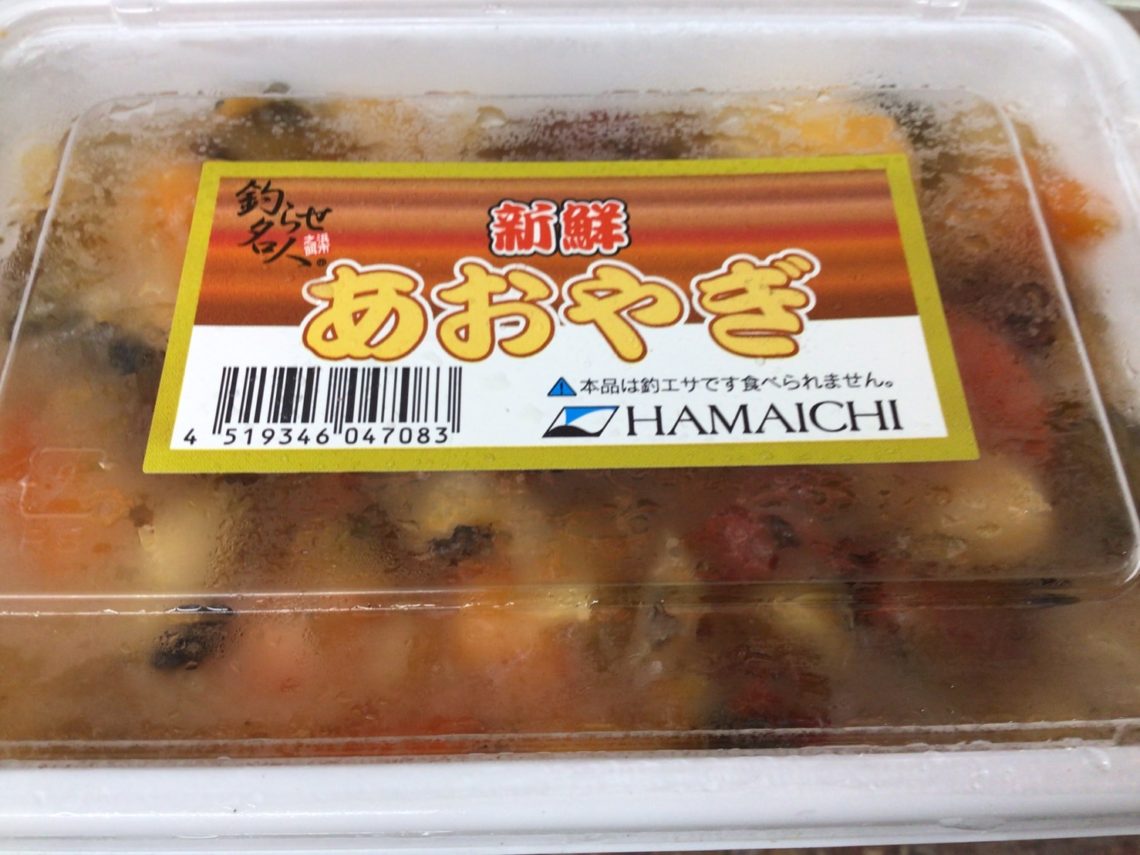 釣らせ名人®
新鮮
あおやぎ
本品は釣エサです食べられません。
HAMAICHI
4 519346 047083